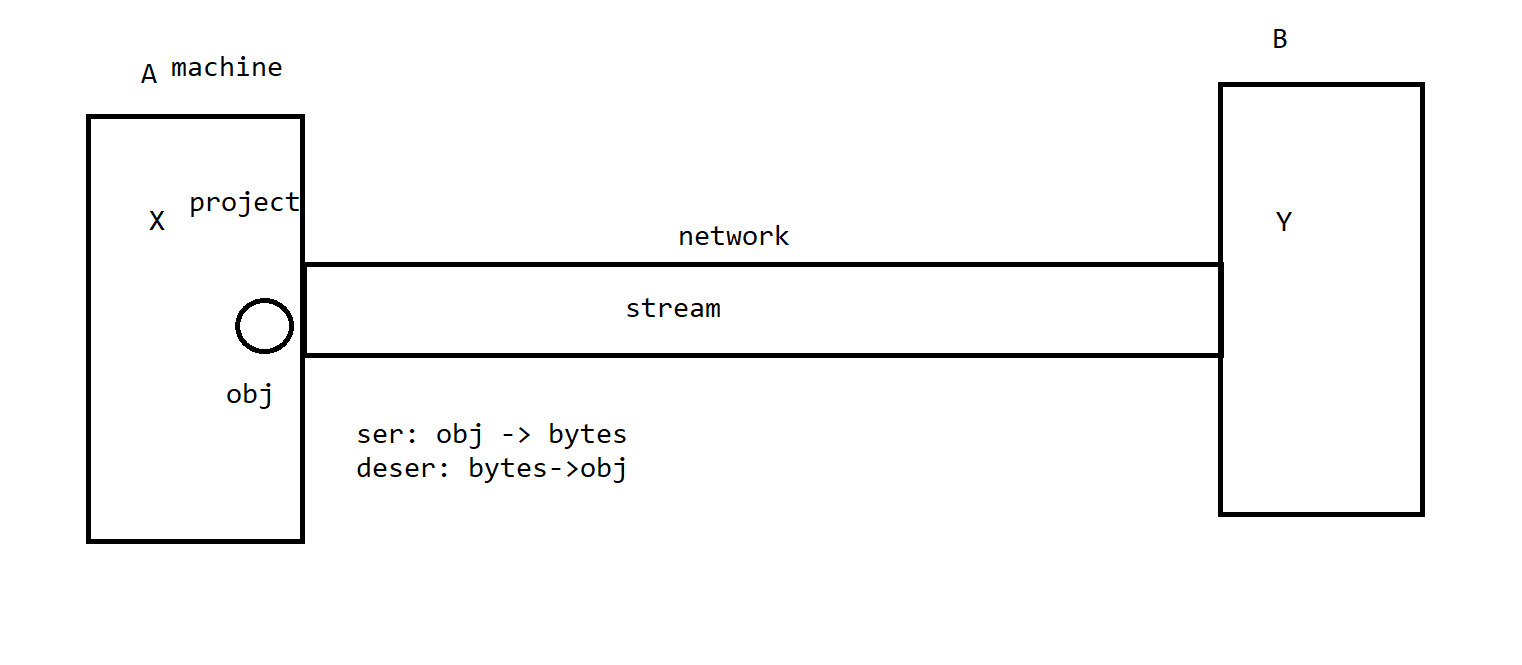 A machine
B
X project
Y
network
stream
obj
ser: obj -> bytes
deser: bytes->obj